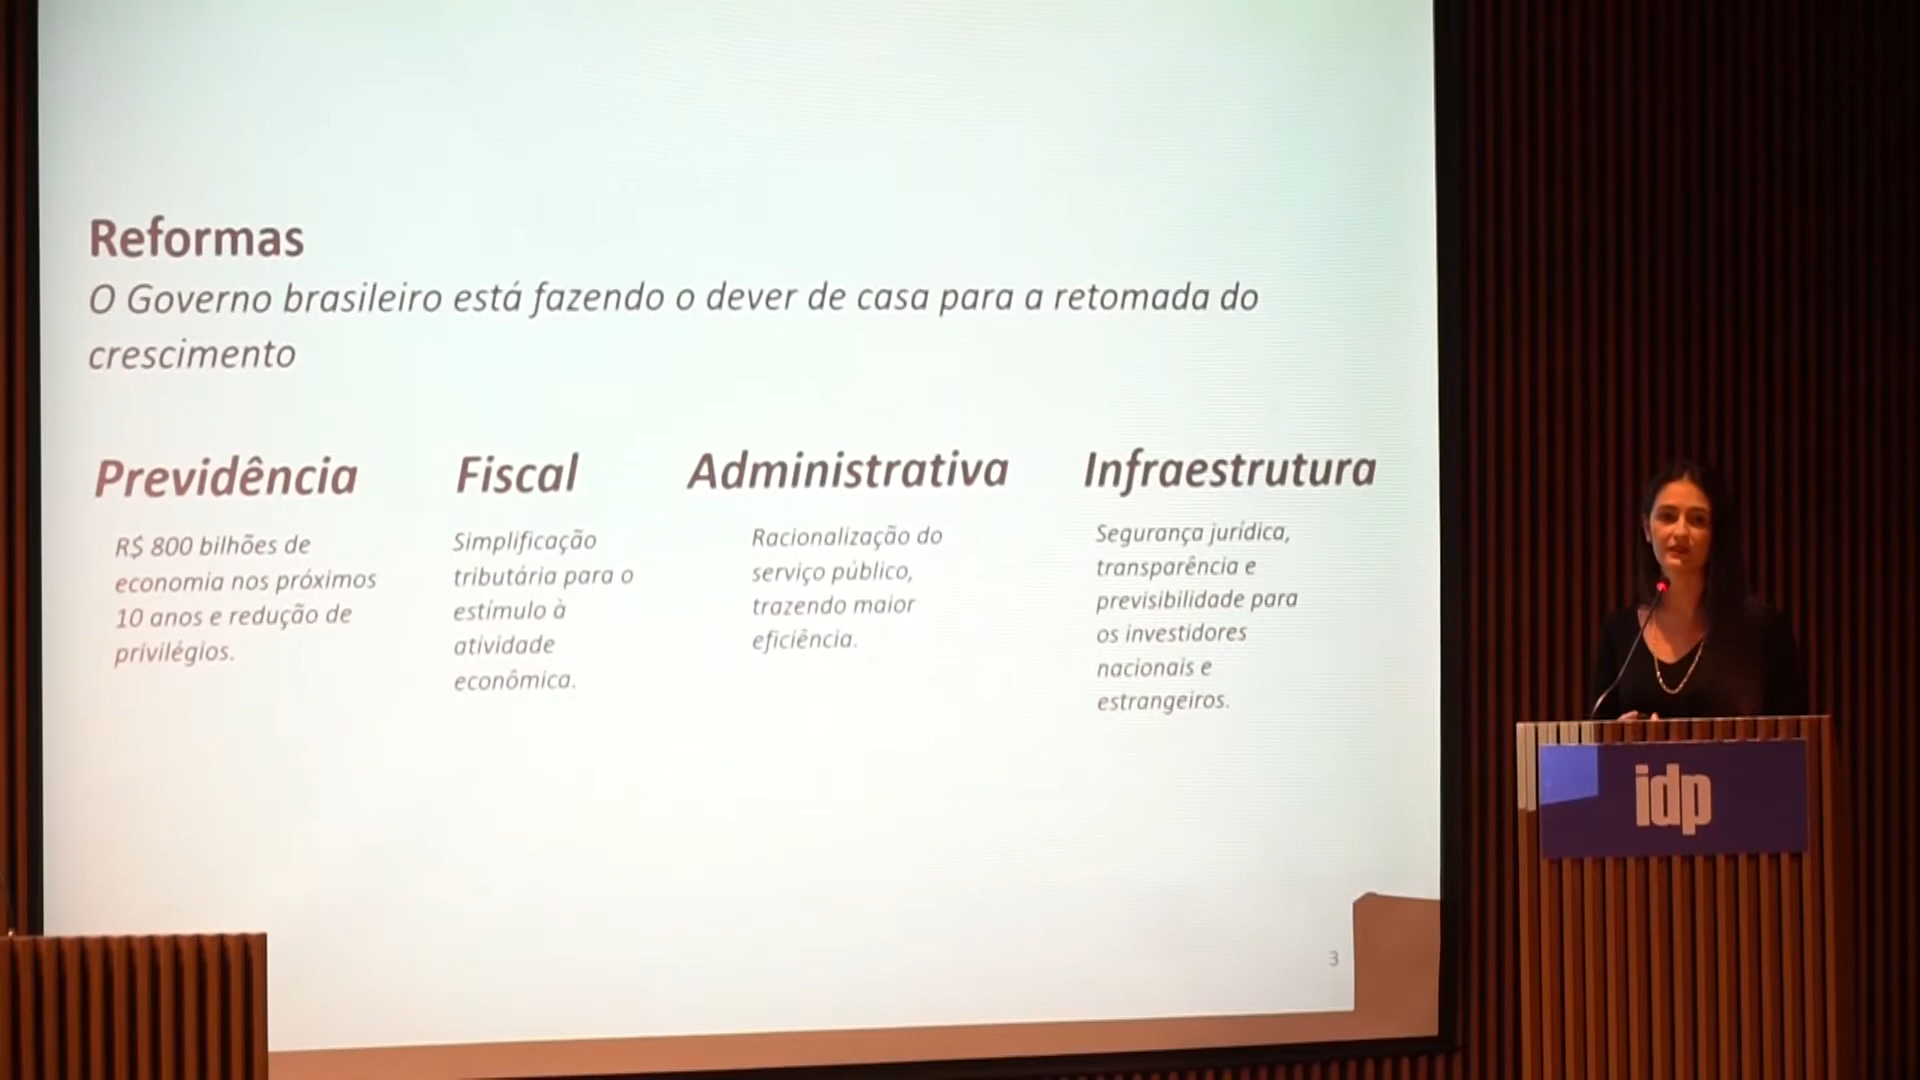 Reformas
O Governo brasileiro está fazendo o dever de casa para a retomada do
crescimento
Previdência
R$ 800 bilhões de
economia nos próximos
10 anos e redução de
privilégios.
Fiscal
Simplificação
tributária para o
estímulo à
atividade
econômica.
Administrativa
Racionalização do
serviço público,
trazendo maior
eficiência.
Infraestrutura
Segurança jurídica,
transparência e
previsibilidade para
os investidores
nacionais e
estrangeiros.
3
idp